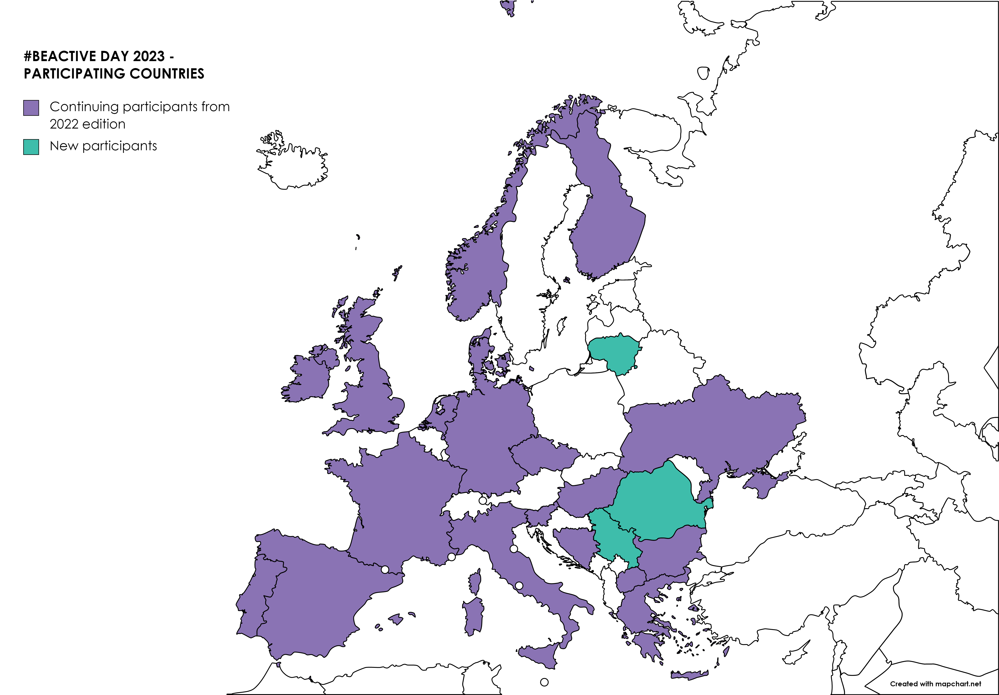 #BEACTIVE DAY 2023 -
PARTICIPATING COUNTRIES
Continuing participants from
2022 edition
New participants
Created with mapchart.net